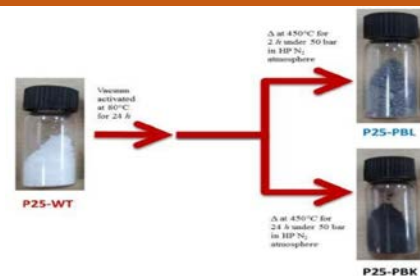 Δ at 450°C for
2 h under 50 bar
in HP N₂
atmosphere
Vacuum
activated
at 80°C
for 24 h
P25-PBL
P25-WT
Δ at 450°C for
24 h under 50 bar
in HP N₂
atmosphere
P25-PBK